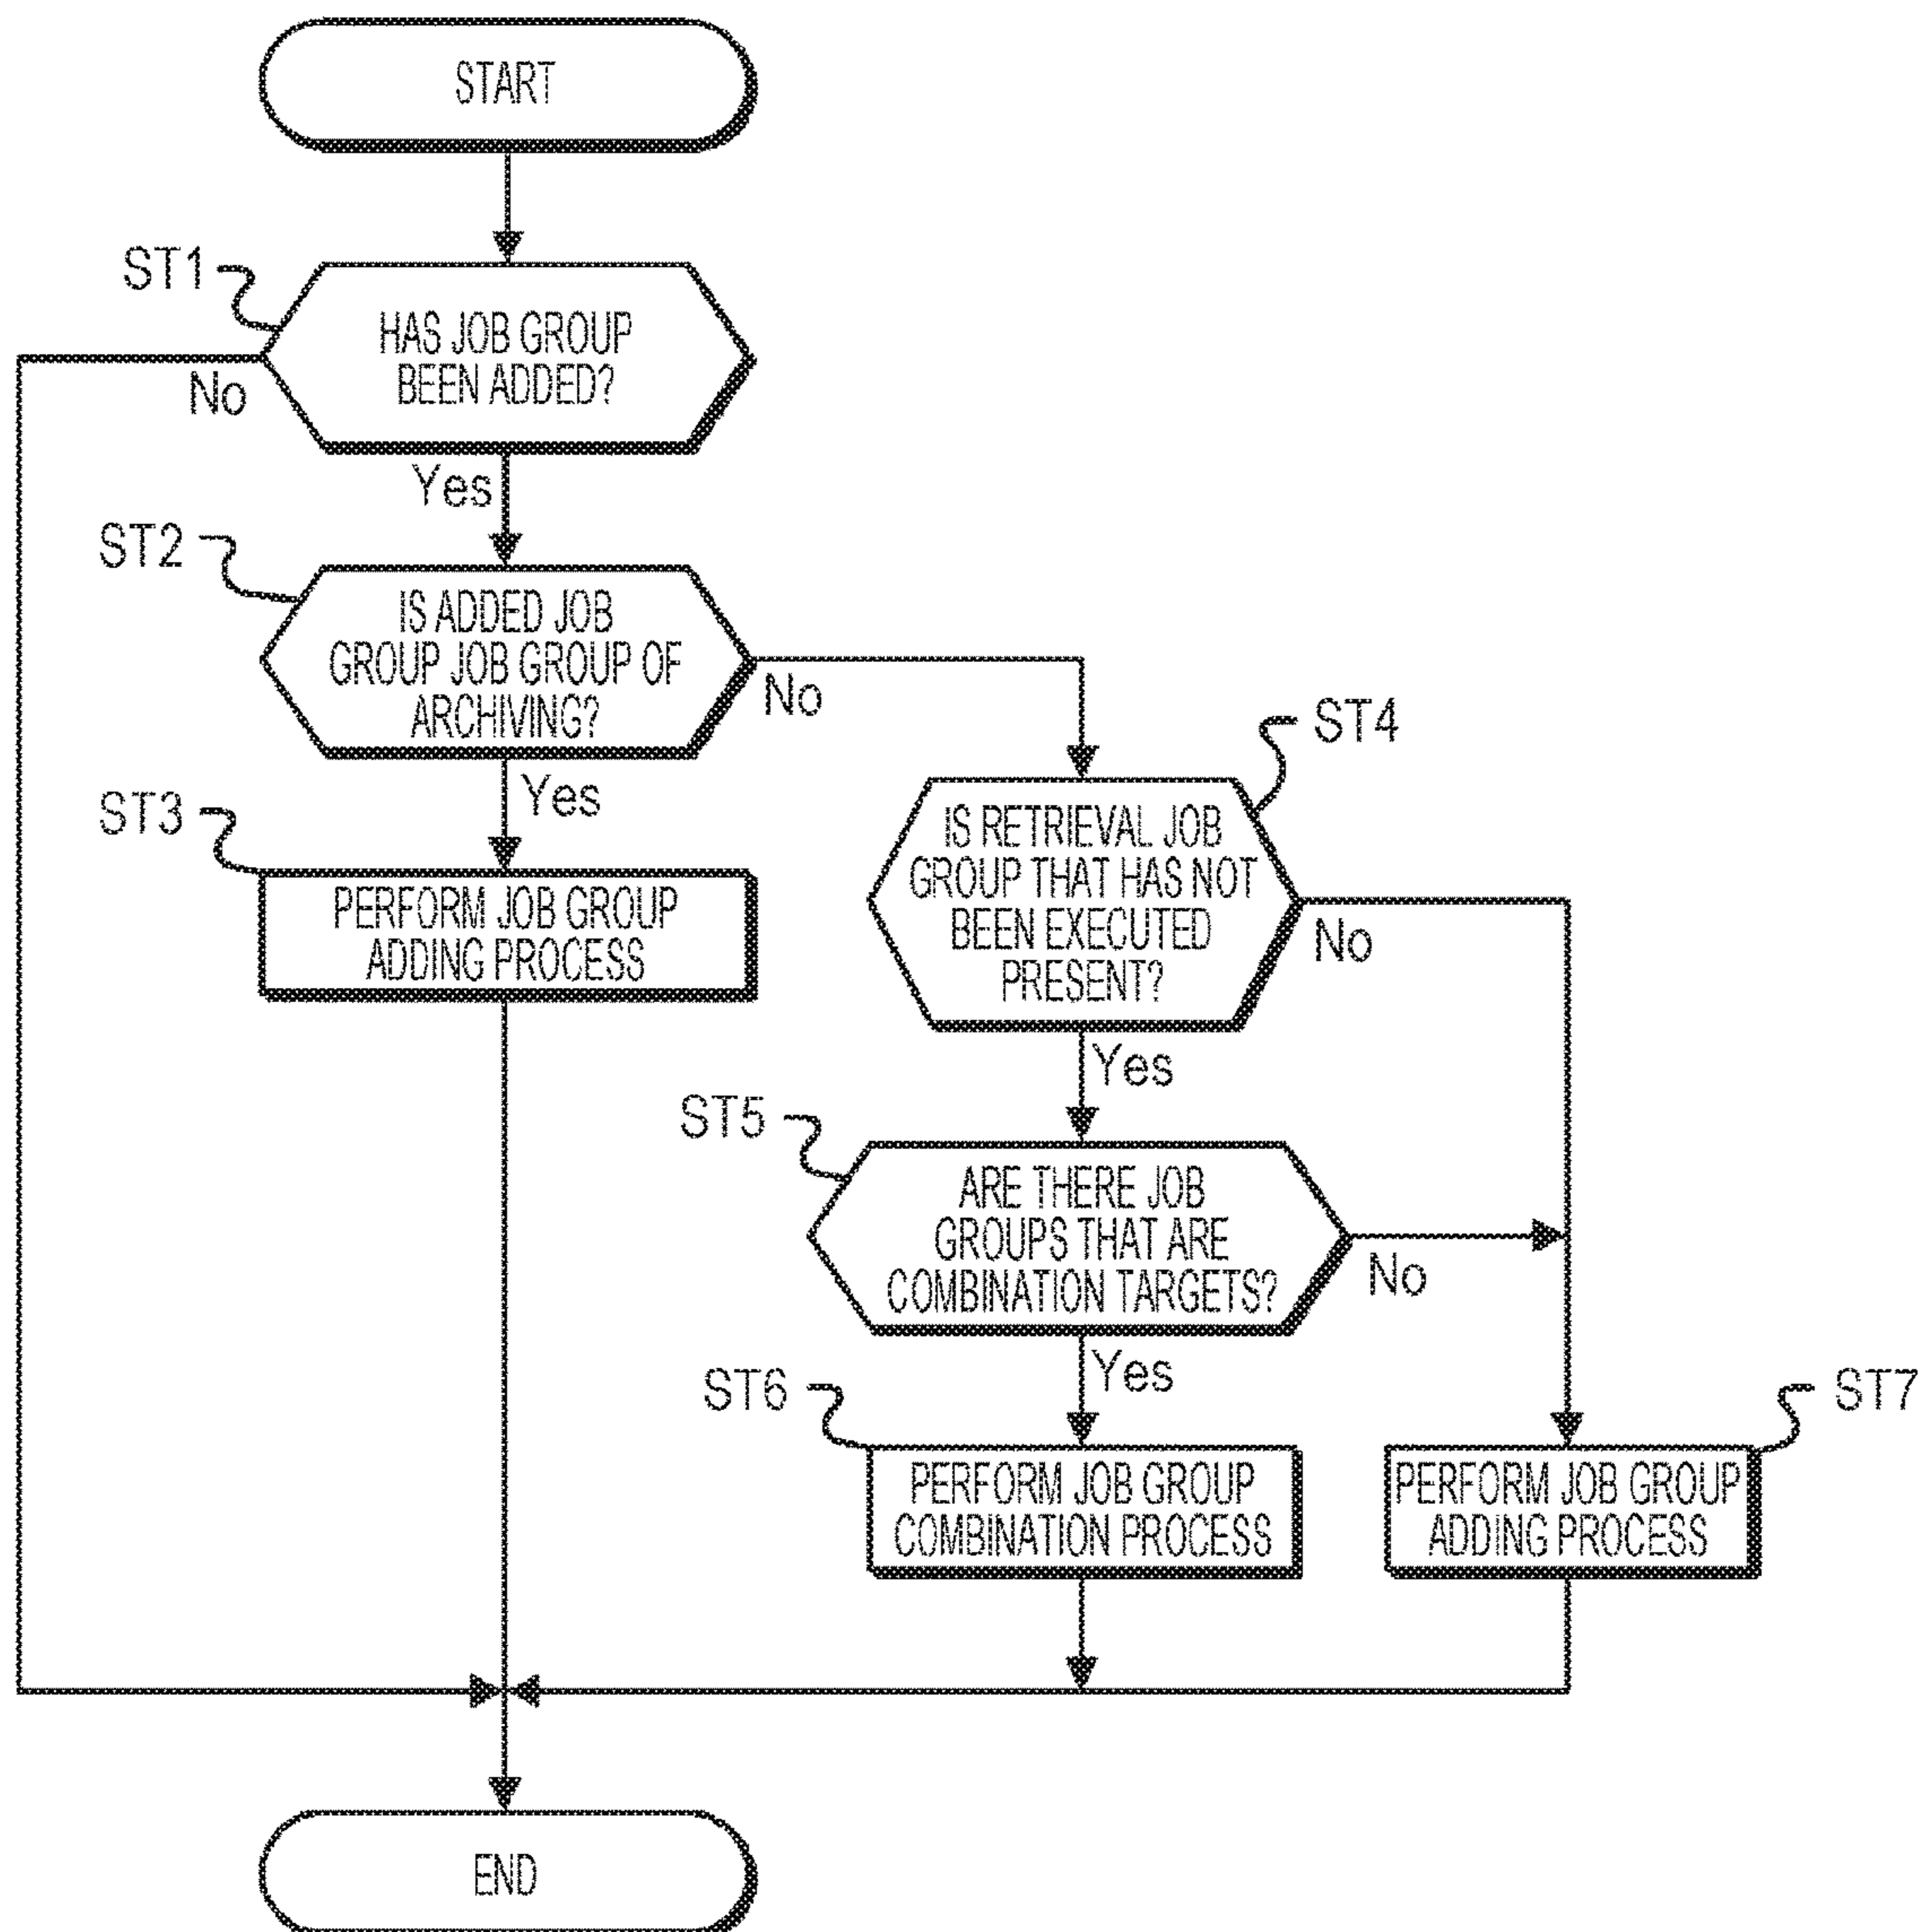 START
ST1
HAS JOB GROUP
BEEN ADDED?
No
Yes
ST2
IS ADDED JOB
GROUP JOB GROUP OF
ARCHIVING?
No
Yes
ST3
PERFORM JOB GROUP
ADDING PROCESS
ST4
IS RETRIEVAL JOB
GROUP THAT HAS NOT
BEEN EXECUTED
PRESENT?
No
Yes
ST5
ARE THERE JOB
GROUPS THAT ARE
COMBINATION TARGETS?
No
Yes
ST6
PERFORM JOB GROUP
COMBINATION PROCESS
ST7
PERFORM JOB GROUP
ADDING PROCESS
END